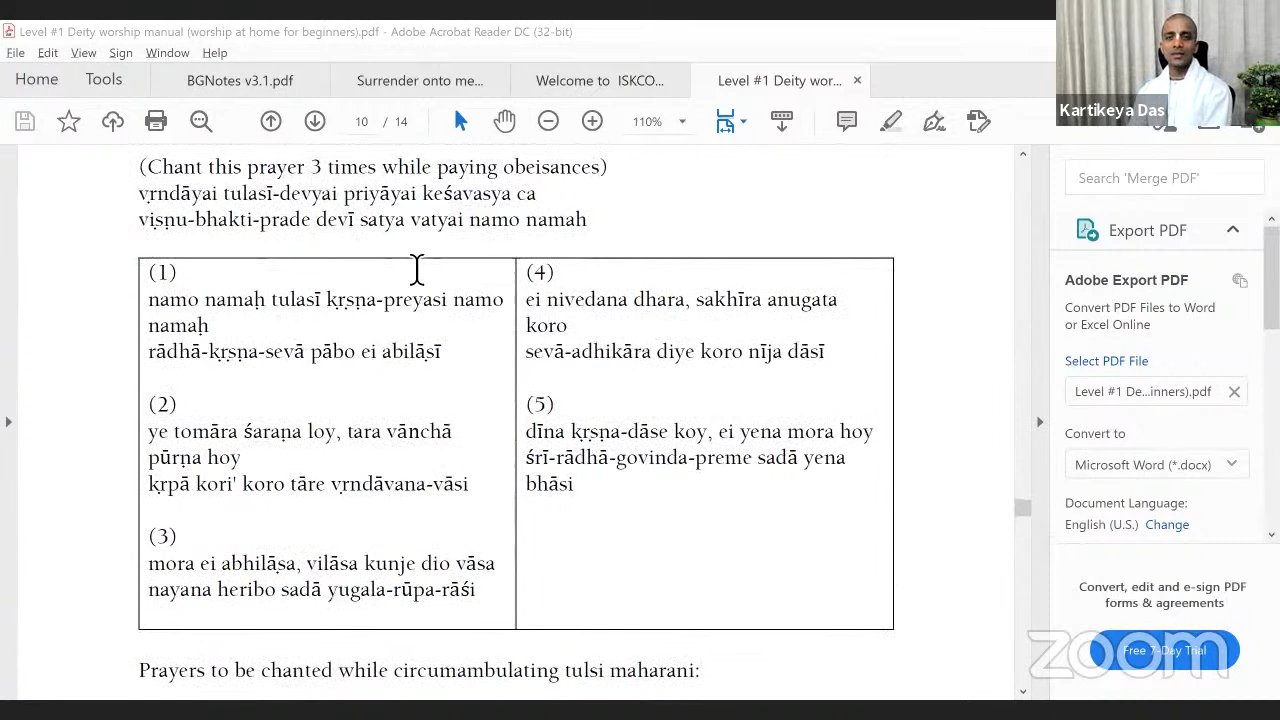 Level #1 Deity worship manual (worship at home for beginners).pdf - Adobe Acrobat Reader DC (32-bit)
File Edit View Sign Window Help
Home Tools BGNotes v3.1.pdf Surrender onto me... Welcome to ISKCO... Level #1 Deity wor... ×
10 / 14 110%
Kartikeya Das
(Chant this prayer 3 times while paying obeisances)
vṛndāyai tulasī-devyai priyāyai keśavasya ca
viṣṇu-bhakti-prade devī satya vatyai namo namah
(1)
namo namaḥ tulasī kṛṣṇa-preyasi namo
namaḥ
rādhā-kṛṣṇa-sevā pābo ei abilāṣī
(2)
ye tomāra śaraṇa loy, tara vānchā
pūrṇa hoy
kṛpā kori' koro tāre vṛndāvana-vāsi
(3)
mora ei abhilāṣa, vilāsa kunje dio vāsa
nayana heribo sadā yugala-rūpa-rāśi
(4)
ei nivedana dhara, sakhīra anugata
koro
sevā-adhikāra diye koro nīja dāsī
(5)
dīna kṛṣṇa-dāse koy, ei yena mora hoy
śrī-rādhā-govinda-preme sadā yena
bhāsi
Prayers to be chanted while circumambulating tulsi maharani:
Search 'Merge PDF'
Export PDF
Adobe Export PDF
Convert PDF Files to Word
or Excel Online
Select PDF File
Level #1 De...inners).pdf ×
Convert to
Microsoft Word (*.docx)
Document Language:
English (U.S.) Change
Convert, edit and e-sign PDF
forms & agreements
Free 7-Day Trial
zoom